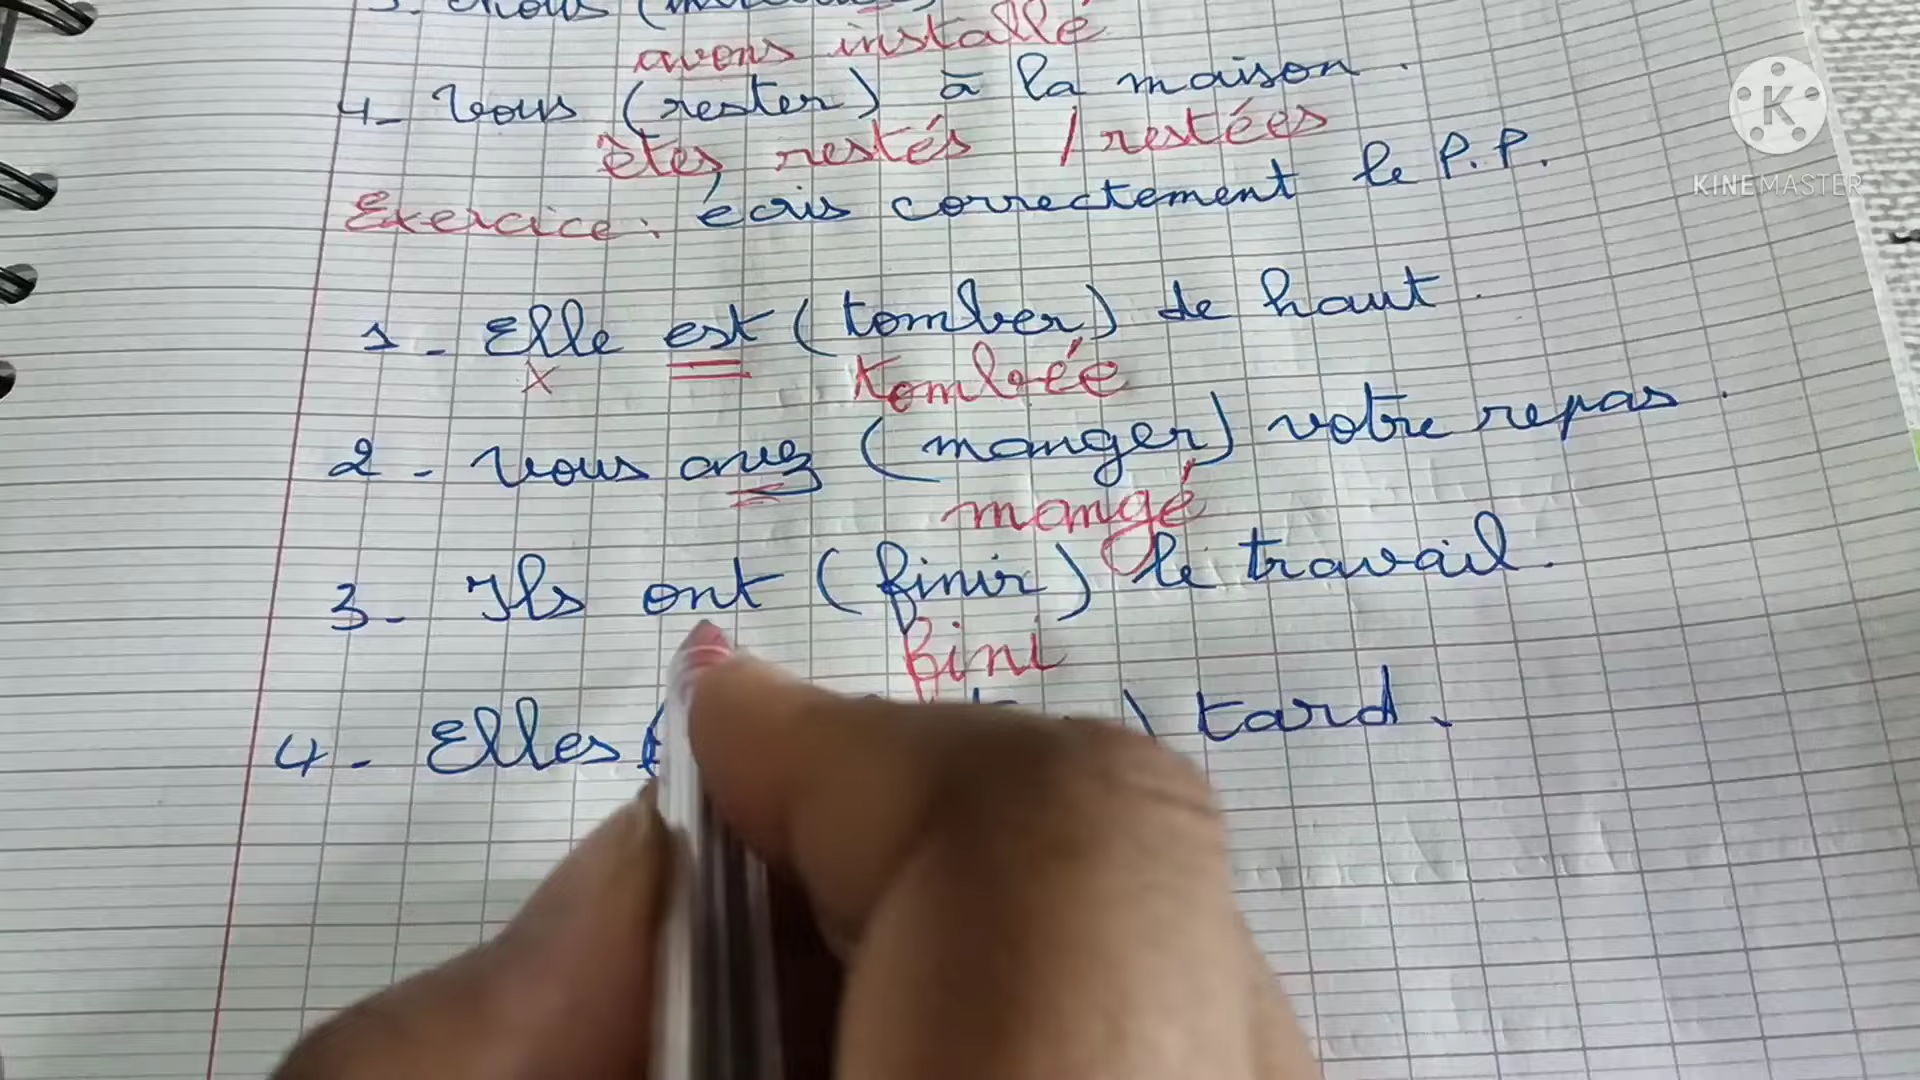 3. Nous (
avons installé
4- Vous (rester) à la maison.
êtes restés / restées
Exercice: écris correctement le P.P.
1- Elle est (tomber) de haut.
tombée
2- Vous avez (manger) votre repas.
mangé
3- Ils ont (finir) le travail.
fini
4- Elles ( ) tard.
KINEMASTER